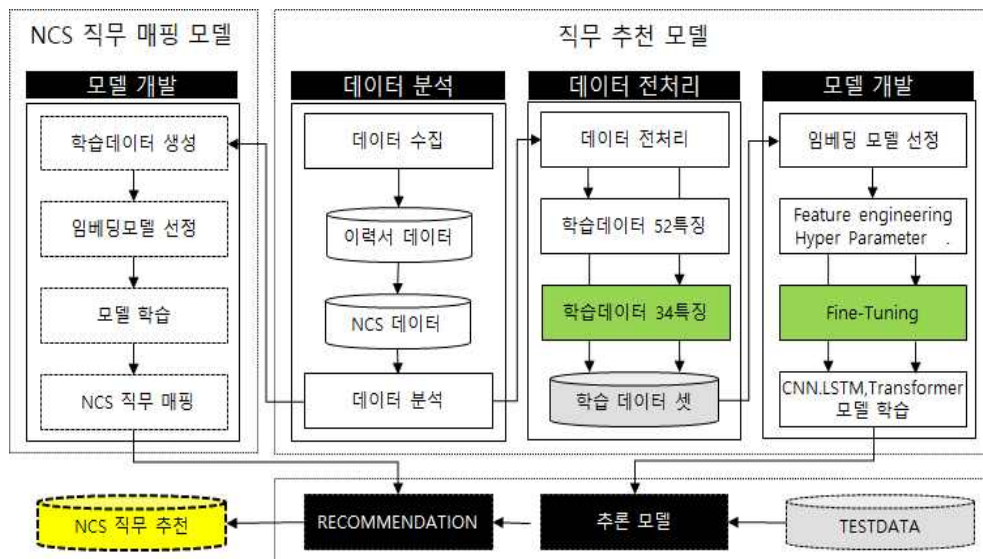 NCS 직무 매핑 모델
직무 추천 모델
모델 개발
학습데이터 생성
임베딩모델 선정
모델 학습
NCS 직무 매핑
데이터 분석
데이터 수집
이력서 데이터
NCS 데이터
데이터 분석
데이터 전처리
데이터 전처리
학습데이터 52특징
학습데이터 34특징
학습 데이터 셋
모델 개발
임베딩 모델 선정
Feature engineering
Hyper Parameter .
Fine-Tuning
CNN.LSTM,Transformer
모델 학습
NCS 직무 추천
RECOMMENDATION
추론 모델
TESTDATA